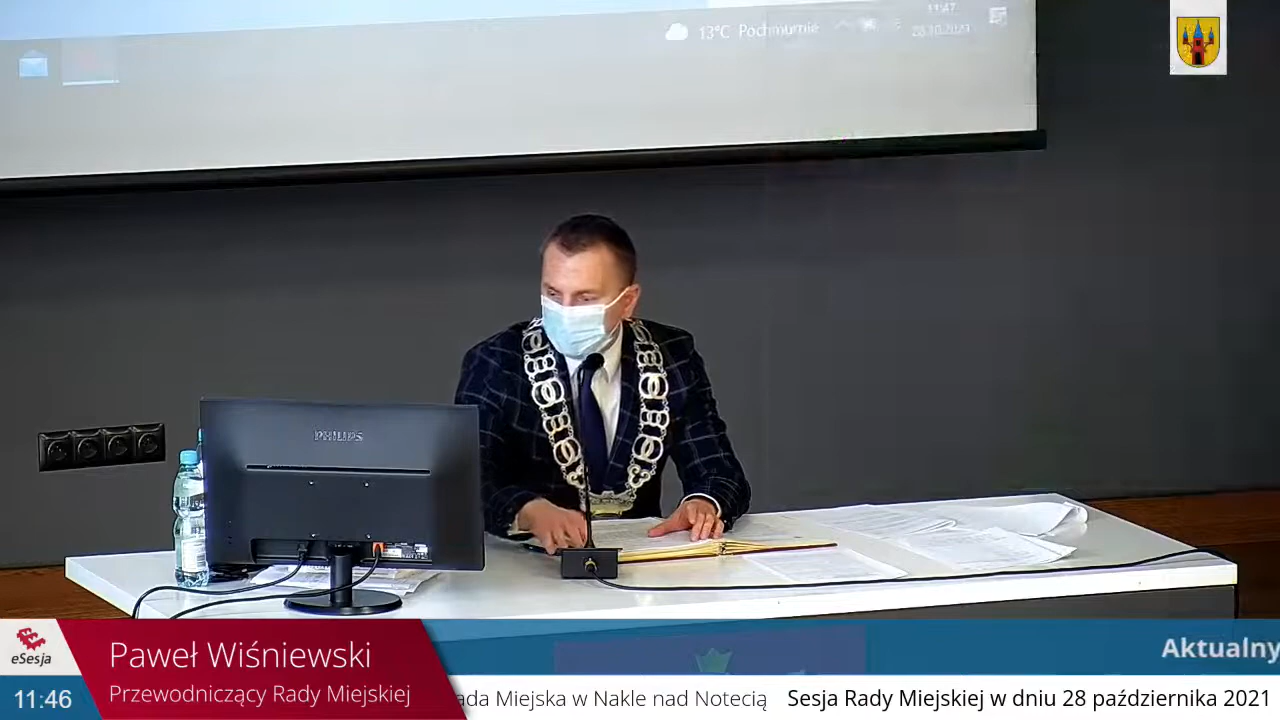 11:47
13°C Pochmurnie
28.10.2021
PHILIPS
Aktualny
eSesja
Paweł Wiśniewski
Przewodniczący Rady Miejskiej
11:46
ada Miejska w Nakle nad Notecią
Sesja Rady Miejskiej w dniu 28 października 2021